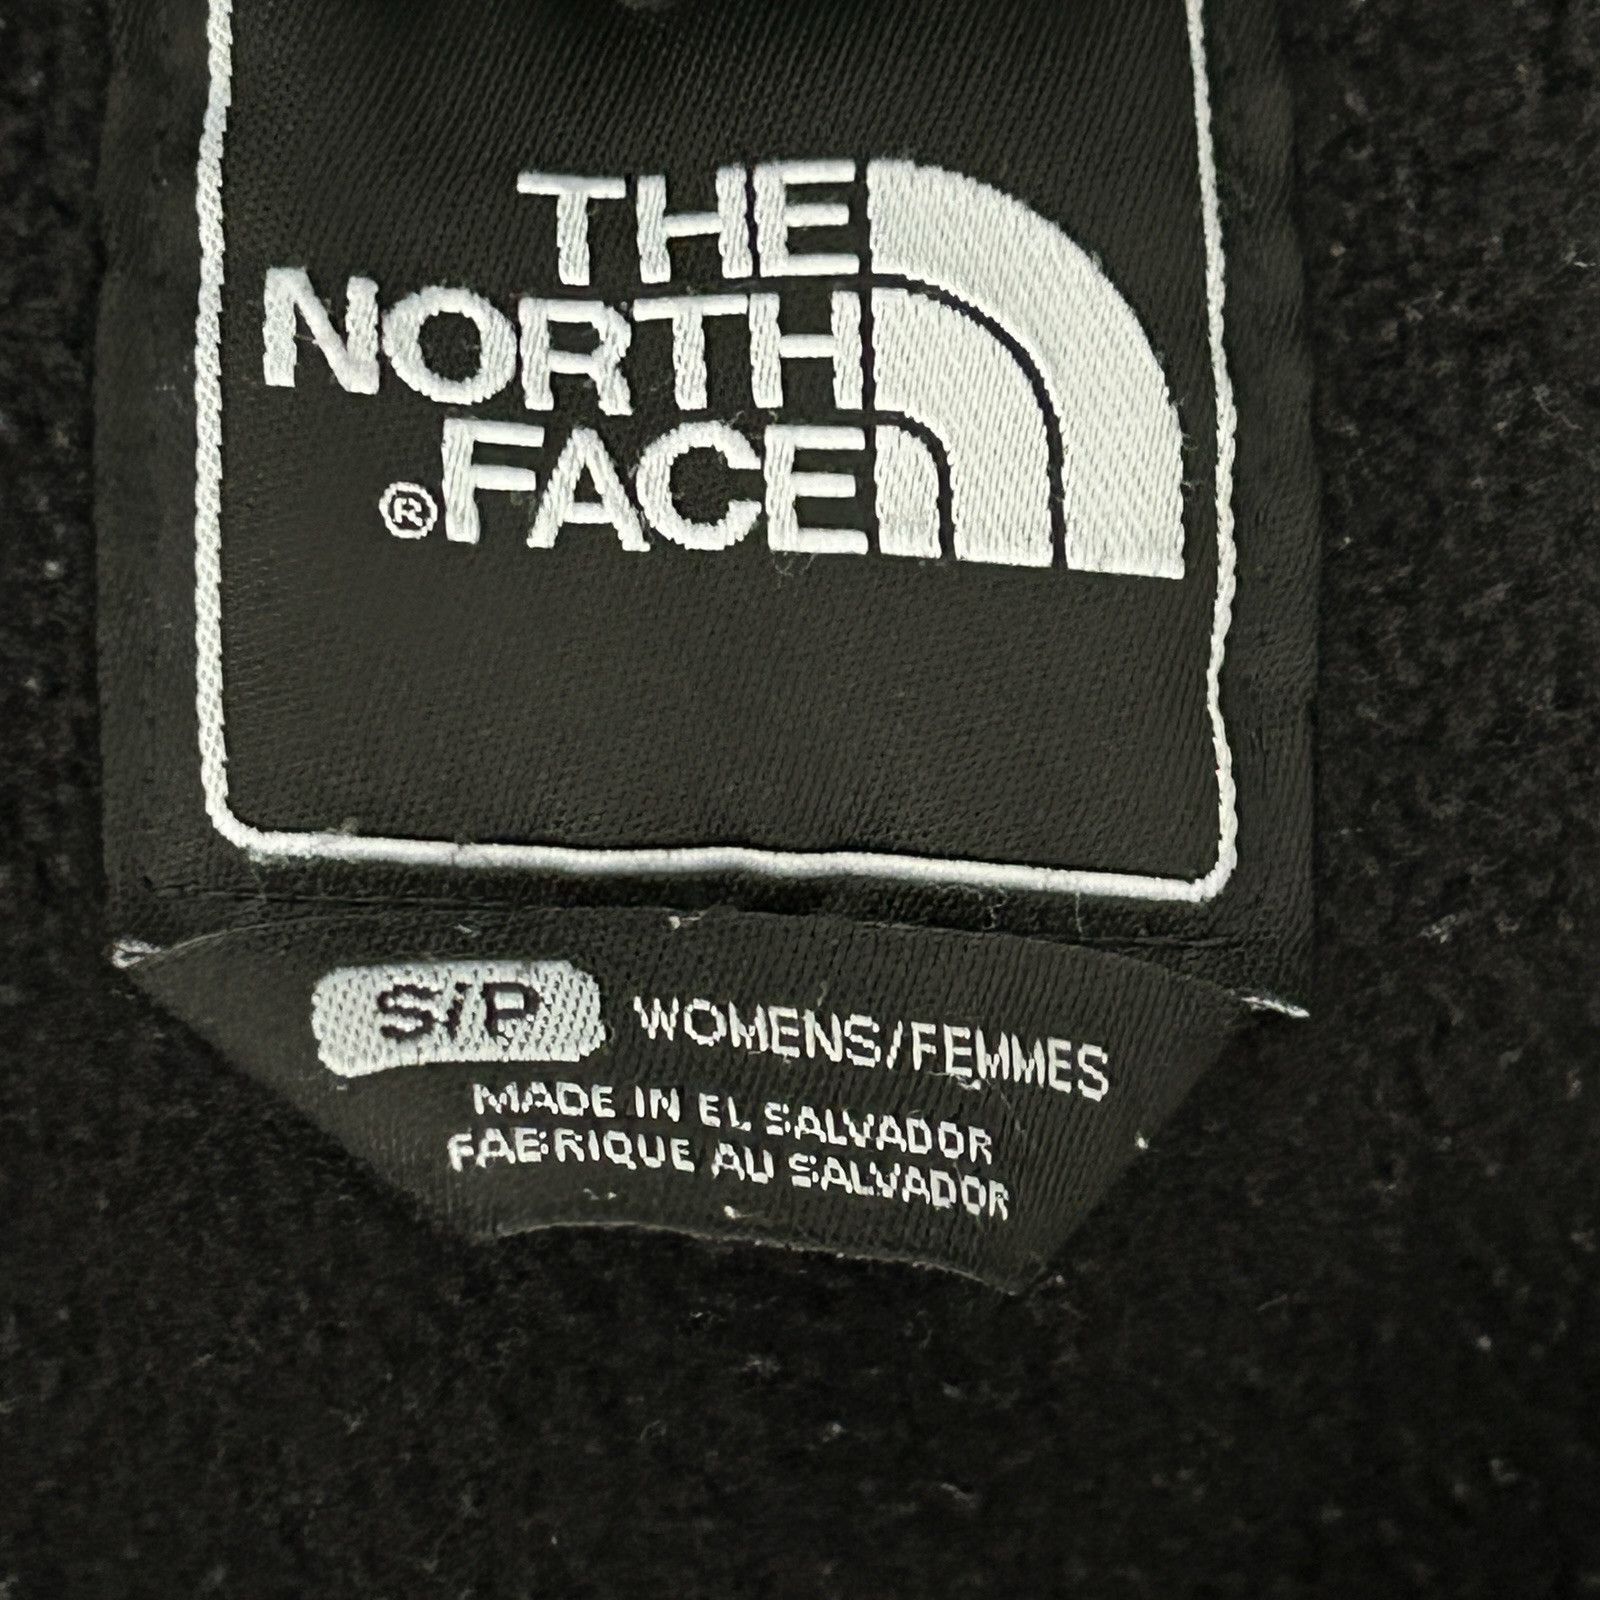 THE
NORTH
®FACE
S/P WOMENS/FEMMES
MADE IN EL SALVADOR
FABRIQUE AU SALVADOR